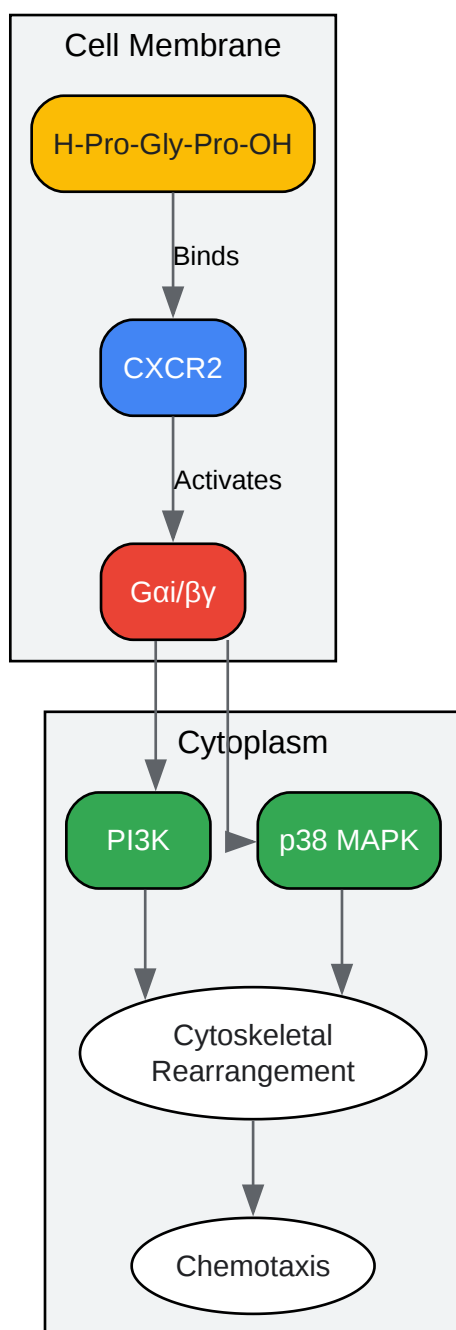 Cell Membrane
H-Pro-Gly-Pro-OH
Binds
CXCR2
Activates
Gαi/βγ
Cytoplasm
PI3K
p38 MAPK
Cytoskeletal
Rearrangement
Chemotaxis